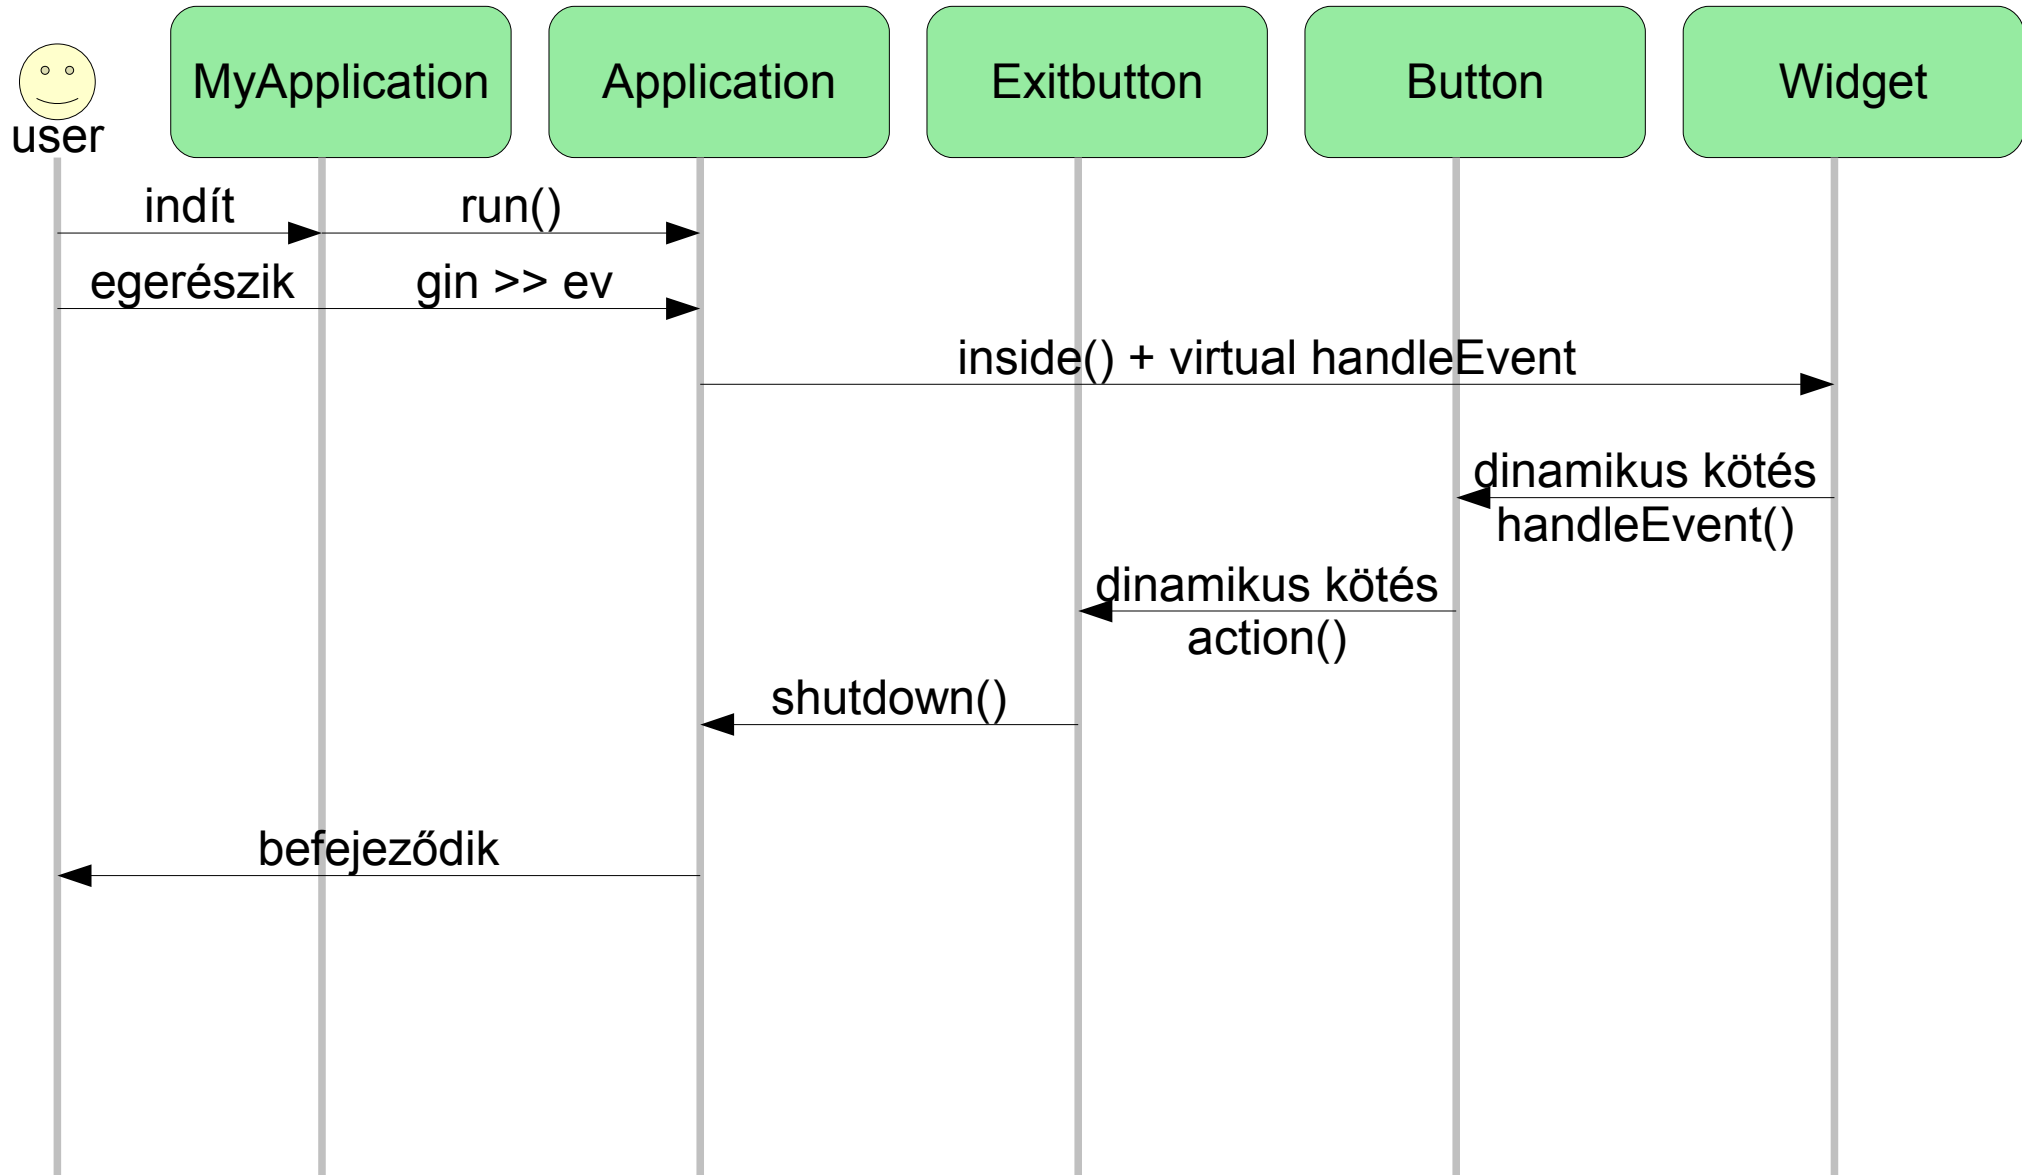 MyApplication
Application
Exitbutton
Button
Widget
user
indít
run()
egerészik
gin >> ev
inside() + virtual handleEvent
dinamikus kötés
handleEvent()
dinamikus kötés
action()
shutdown()
befejeződik